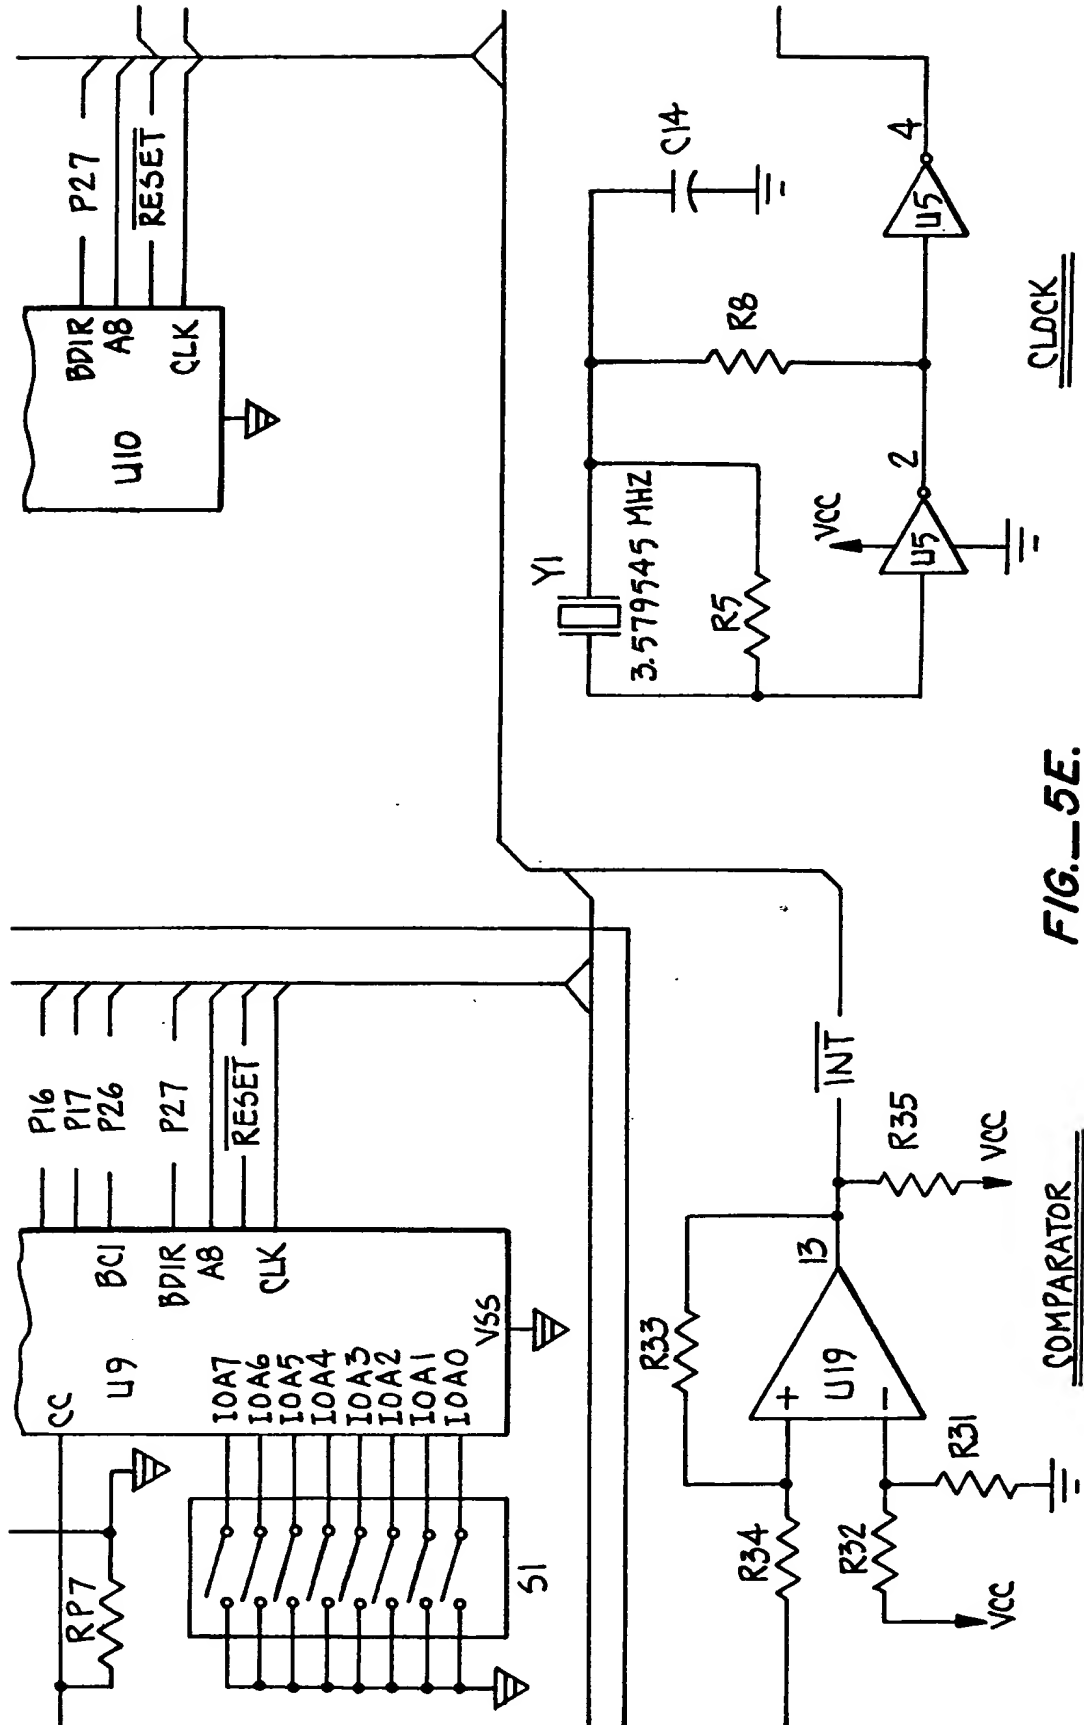 P16
P17
P26
P27
RESET
CC
U9
BC1
BDIR
A8
CLK
VSS
IOA7
IOA6
IOA5
IOA4
IOA3
IOA2
IOA1
IOA0
RP7
S1
P27
RESET
BDIR
A8
CLK
U10
Y1
3.579545 MHZ
R5
R8
C14
VCC
U5
2
U5
4
CLOCK
INT
R33
R34
R32
R31
R35
U19
+
−
13
VCC
VCC
COMPARATOR
FIG._5E.